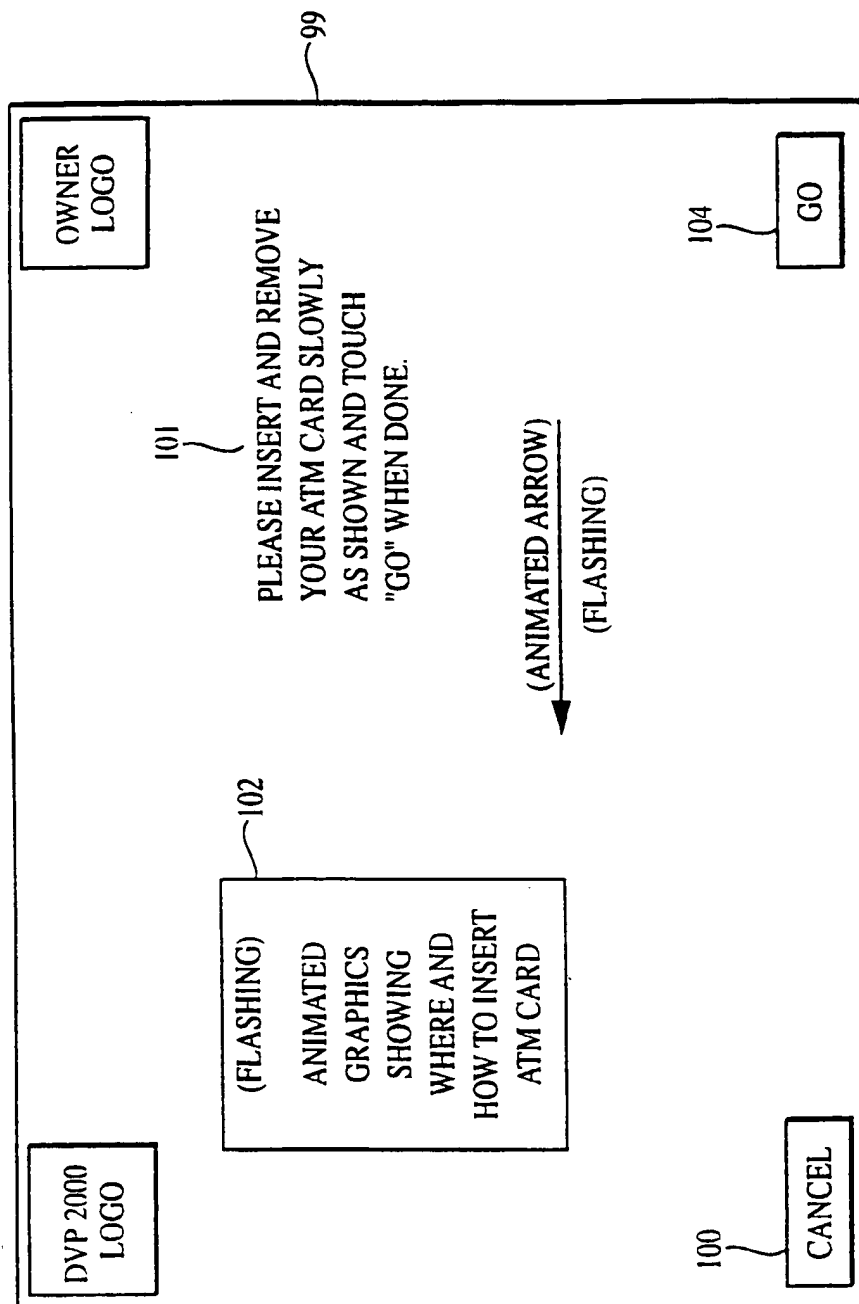 DVP 2000
LOGO
OWNER
LOGO
99
102
(FLASHING)
ANIMATED
GRAPHICS
SHOWING
WHERE AND
HOW TO INSERT
ATM CARD
101
PLEASE INSERT AND REMOVE
YOUR ATM CARD SLOWLY
AS SHOWN AND TOUCH
"GO" WHEN DONE.
(ANIMATED ARROW)
(FLASHING)
100
CANCEL
104
GO